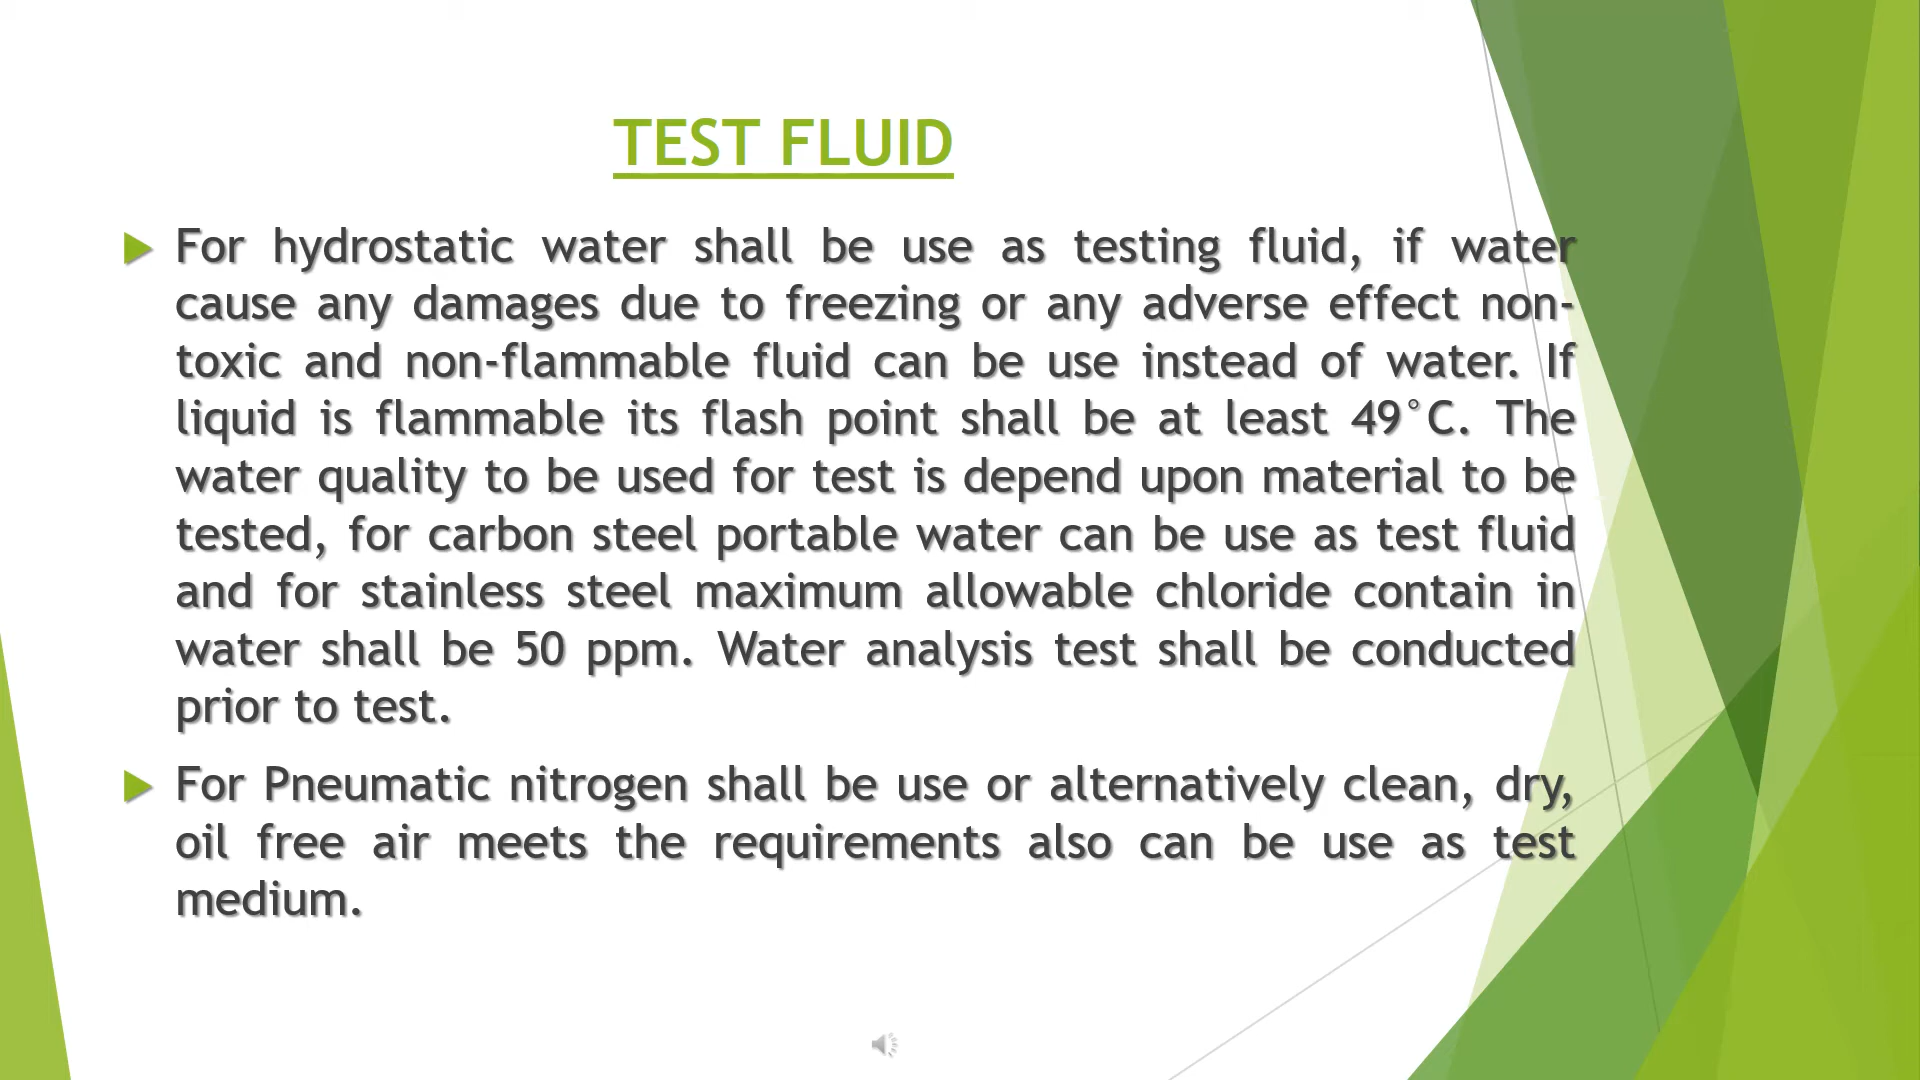 TEST FLUID
For hydrostatic water shall be use as testing fluid, if water
cause any damages due to freezing or any adverse effect non-
toxic and non-flammable fluid can be use instead of water. If
liquid is flammable its flash point shall be at least 49°C. The
water quality to be used for test is depend upon material to be
tested, for carbon steel portable water can be use as test fluid
and for stainless steel maximum allowable chloride contain in
water shall be 50 ppm. Water analysis test shall be conducted
prior to test.
For Pneumatic nitrogen shall be use or alternatively clean, dry,
oil free air meets the requirements also can be use as test
medium.